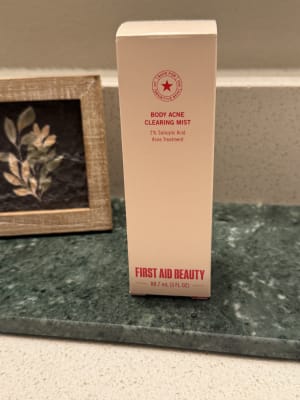 BODY ACNE
CLEARING MIST
2% Salicylic Acid
Acne Treatment
FIRST AID BEAUTY
88.7 mL (3 FL OZ)